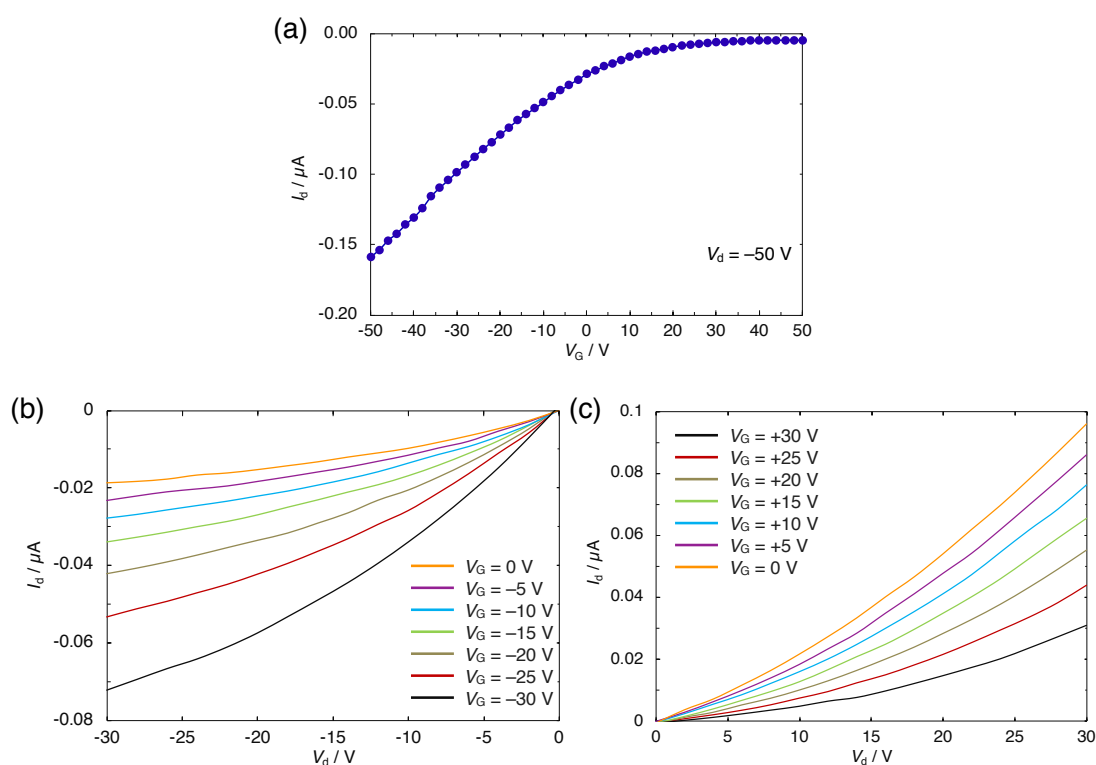 (a)
0.00
-0.05
-0.10
-0.15
-0.20
I_d / μA
V_d = –50 V
-50 -40 -30 -20 -10 0 10 20 30 40 50
V_G / V
(b)
0
-0.02
-0.04
-0.06
-0.08
I_d / μA
V_G = 0 V
V_G = –5 V
V_G = –10 V
V_G = –15 V
V_G = –20 V
V_G = –25 V
V_G = –30 V
-30 -25 -20 -15 -10 -5 0
V_d / V
(c)
0.1
0.08
0.06
0.04
0.02
0
I_d / μA
V_G = +30 V
V_G = +25 V
V_G = +20 V
V_G = +15 V
V_G = +10 V
V_G = +5 V
V_G = 0 V
0 5 10 15 20 25 30
V_d / V